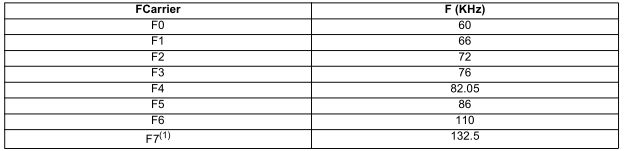 FCarrier F (KHz)
F0 60
F1 66
F2 72
F3 76
F4 82.05
F5 86
F6 110
F7(1) 132.5